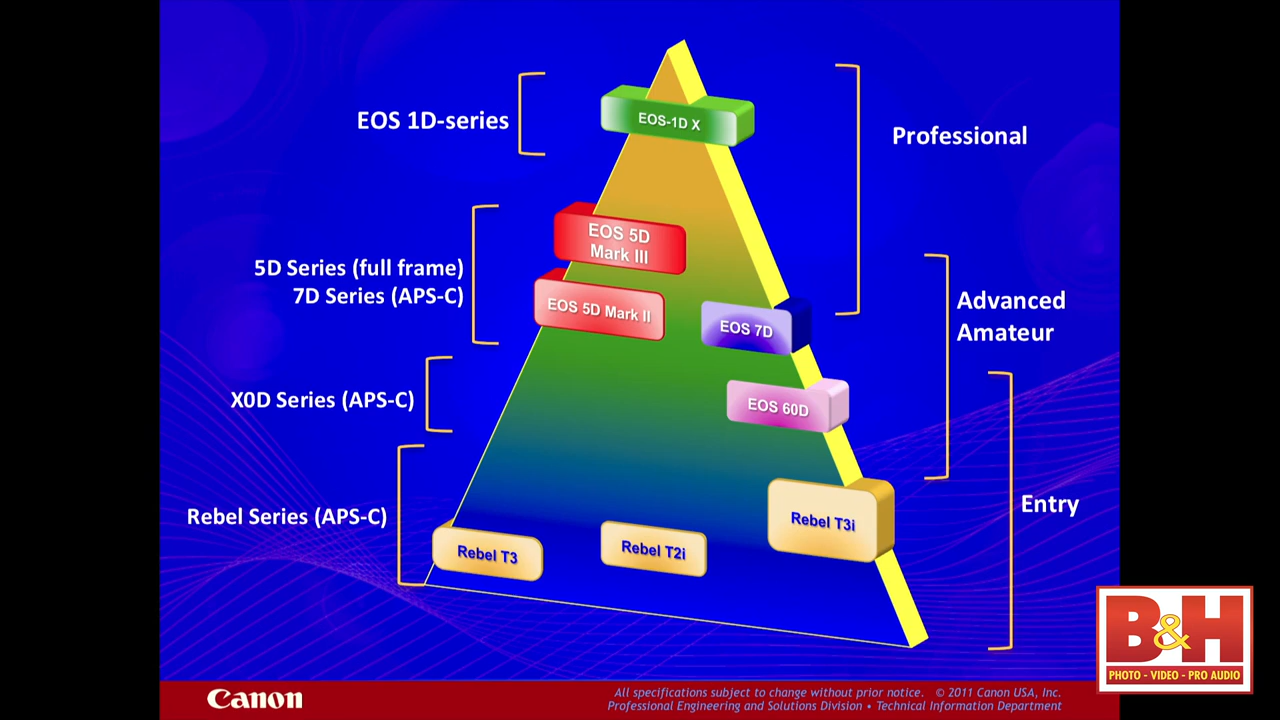 EOS 1D-series
EOS-1D X
Professional
EOS 5D
Mark III
5D Series (full frame)
7D Series (APS-C)
EOS 5D Mark II
EOS 7D
Advanced
Amateur
X0D Series (APS-C)
EOS 60D
Rebel Series (APS-C)
Rebel T3
Rebel T2i
Rebel T3i
Entry
B&H
PHOTO - VIDEO - PRO AUDIO
Canon
All specifications subject to change without prior notice. © 2011 Canon USA, Inc.
Professional Engineering and Solutions Division • Technical Information Department